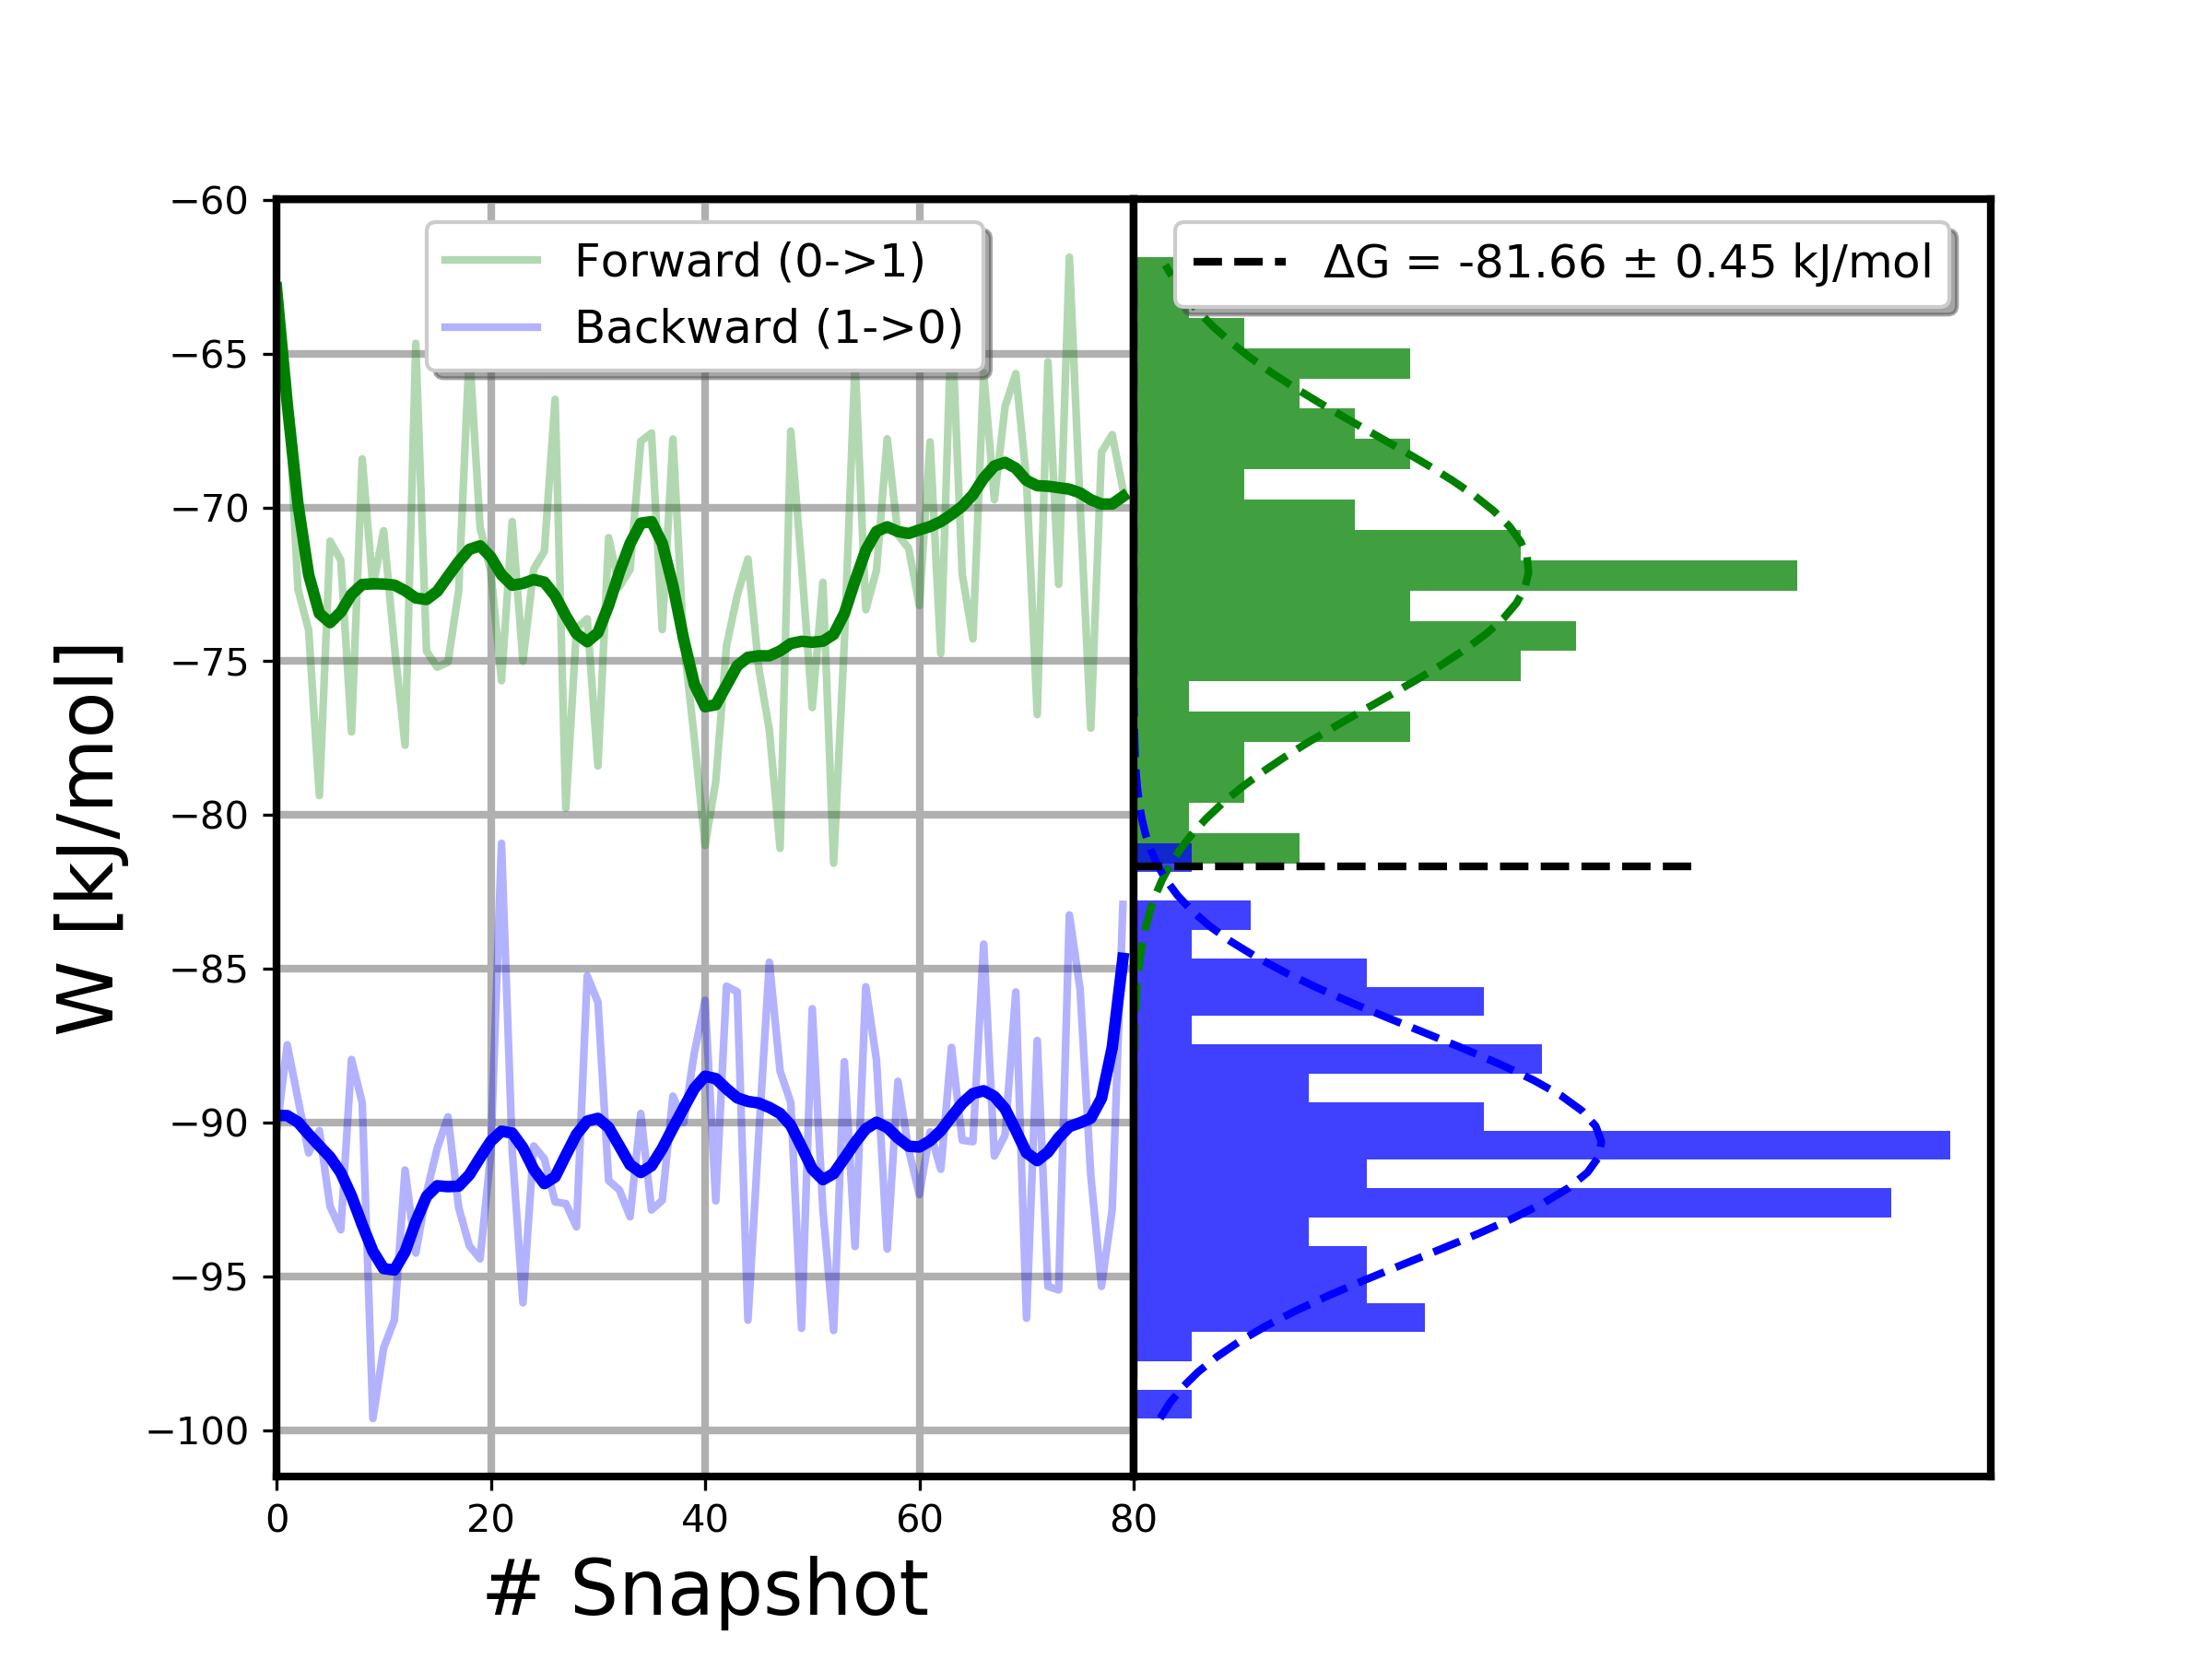 Forward (0->1)
Backward (1->0)
ΔG = -81.66 ± 0.45 kJ/mol
W [kJ/mol]
−60
−65
−70
−75
−80
−85
−90
−95
−100
0 20 40 60 80
# Snapshot